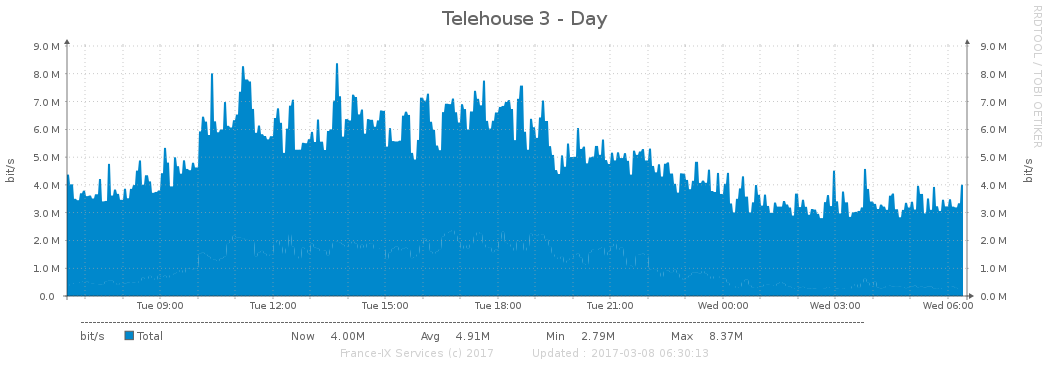 Telehouse 3 - Day
RRDTOOL / TOBI OETIKER
9.0 M 9.0 M
8.0 M 8.0 M
7.0 M 7.0 M
6.0 M 6.0 M
5.0 M 5.0 M
4.0 M 4.0 M
3.0 M 3.0 M
2.0 M 2.0 M
1.0 M 1.0 M
0.0 0.0 M
bit/s
bit/s
Tue 09:00 Tue 12:00 Tue 15:00 Tue 18:00 Tue 21:00 Wed 00:00 Wed 03:00 Wed 06:00
bit/s Total Now 4.00M Avg 4.91M Min 2.79M Max 8.37M
France-IX Services (c) 2017 Updated : 2017-03-08 06:30:13